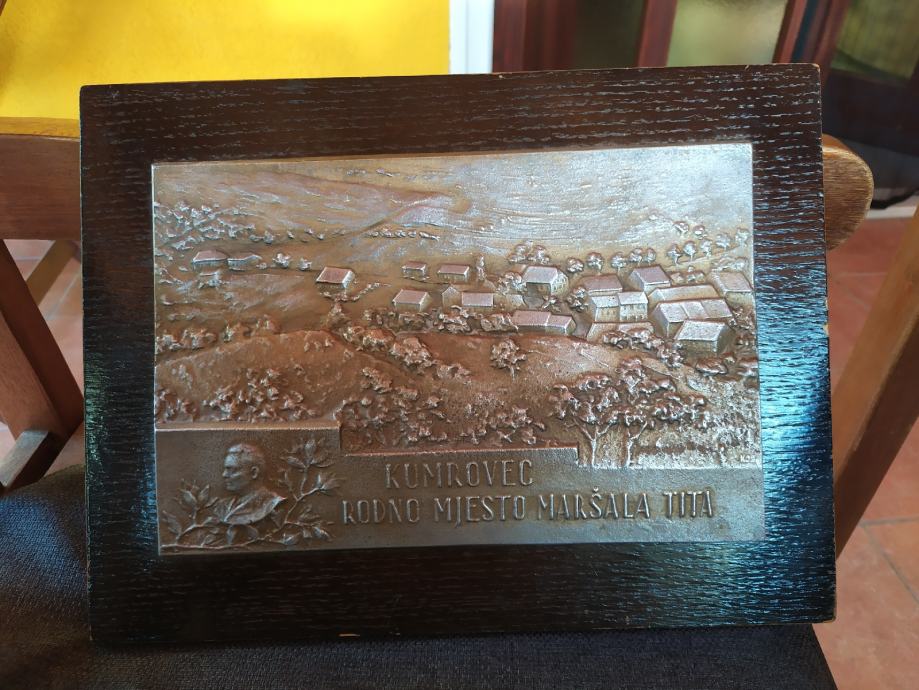 KUMROVEC
RODNO MJESTO MARŠALA TITA